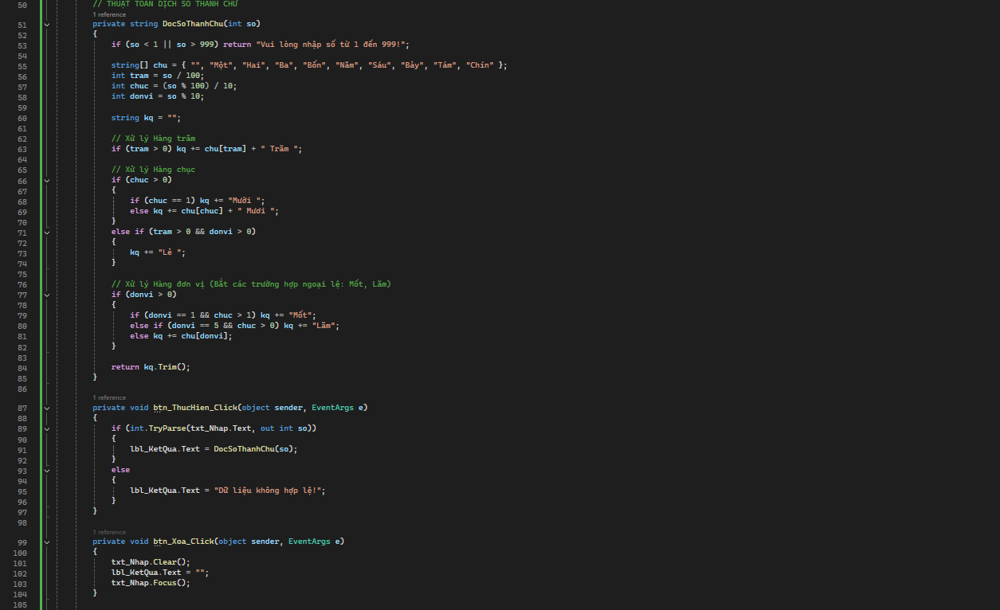 50 // THUẬT TOÁN DỊCH SỐ THÀNH CHỮ
1 reference
51 private string DocSoThanhChu(int so)
52 {
53 if (so < 1 || so > 999) return "Vui lòng nhập số từ 1 đến 999!";
54
55 string[] chu = { "", "Một", "Hai", "Ba", "Bốn", "Năm", "Sáu", "Bảy", "Tám", "Chín" };
56 int tram = so / 100;
57 int chuc = (so % 100) / 10;
58 int donvi = so % 10;
59
60 string kq = "";
61
62 // Xử lý Hàng trăm
63 if (tram > 0) kq += chu[tram] + " Trăm ";
64
65 // Xử lý Hàng chục
66 if (chuc > 0)
67 {
68 if (chuc == 1) kq += "Mười ";
69 else kq += chu[chuc] + " Mươi ";
70 }
71 else if (tram > 0 && donvi > 0)
72 {
73 kq += "Lẻ ";
74 }
75
76 // Xử lý Hàng đơn vị (Bắt các trường hợp ngoại lệ: Mốt, Lăm)
77 if (donvi > 0)
78 {
79 if (donvi == 1 && chuc > 1) kq += "Mốt";
80 else if (donvi == 5 && chuc > 0) kq += "Lăm";
81 else kq += chu[donvi];
82 }
83
84 return kq.Trim();
85 }
86
1 reference
87 private void btn_ThucHien_Click(object sender, EventArgs e)
88 {
89 if (int.TryParse(txt_Nhap.Text, out int so))
90 {
91 lbl_KetQua.Text = DocSoThanhChu(so);
92 }
93 else
94 {
95 lbl_KetQua.Text = "Dữ liệu không hợp lệ!";
96 }
97 }
98
1 reference
99 private void btn_Xoa_Click(object sender, EventArgs e)
100 {
101 txt_Nhap.Clear();
102 lbl_KetQua.Text = "";
103 txt_Nhap.Focus();
104 }
105